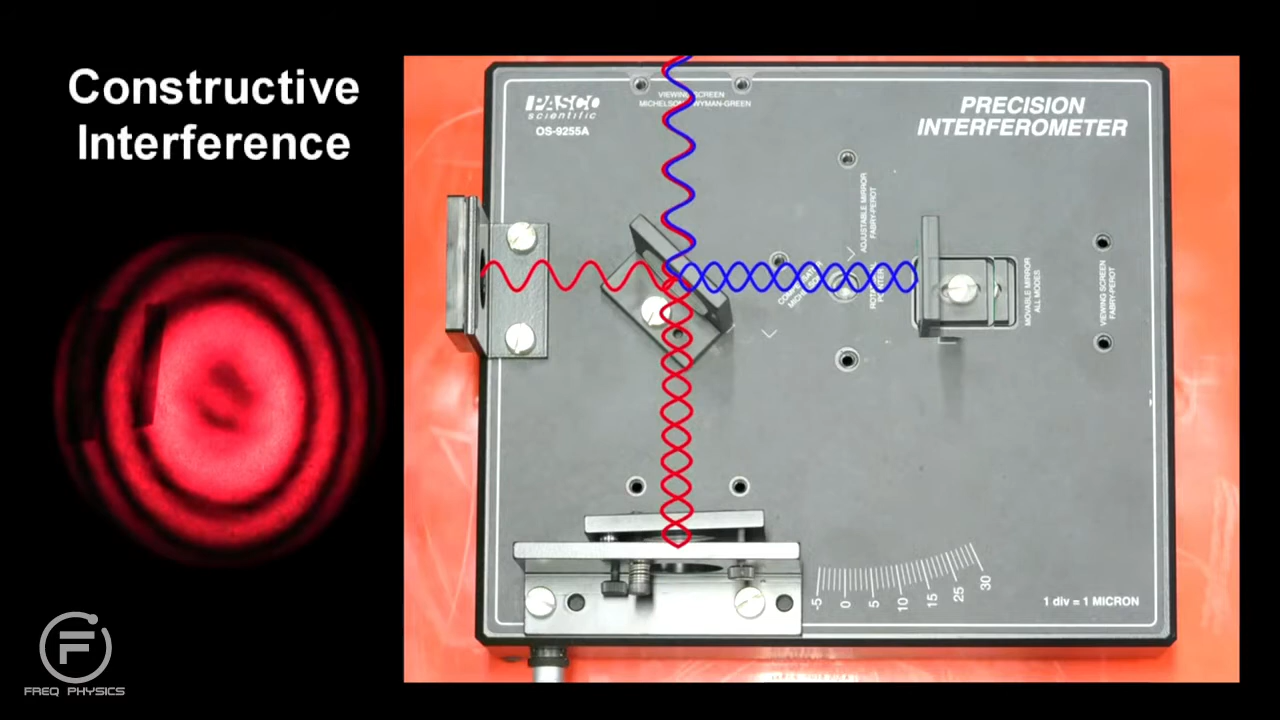 Constructive
Interference
PASCO
scientific
OS-9255A
VIEWING SCREEN
PRECISION
INTERFEROMETER
ADJUSTABLE MIRROR
FABRY-PEROT
MOVABLE MIRROR
ALL MODES
VIEWING SCREEN
FABRY-PEROT
-5 0 5 10 15 25 30
1 div = 1 MICRON
F
FREQ PHYSICS